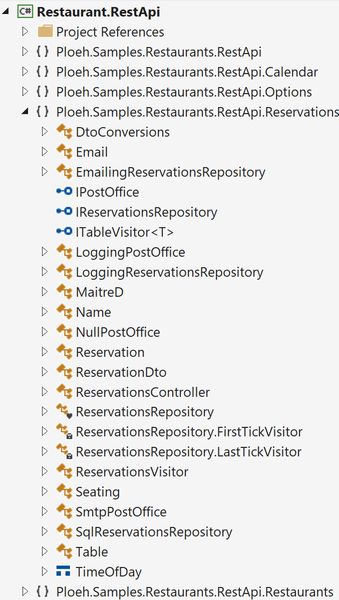 C# Restaurant.RestApi
Project References
{ } Ploeh.Samples.Restaurants.RestApi
{ } Ploeh.Samples.Restaurants.RestApi.Calendar
{ } Ploeh.Samples.Restaurants.RestApi.Options
{ } Ploeh.Samples.Restaurants.RestApi.Reservations
DtoConversions
Email
EmailingReservationsRepository
IPostOffice
IReservationsRepository
ITableVisitor<T>
LoggingPostOffice
LoggingReservationsRepository
MaitreD
Name
NullPostOffice
Reservation
ReservationDto
ReservationsController
ReservationsRepository
ReservationsRepository.FirstTickVisitor
ReservationsRepository.LastTickVisitor
ReservationsVisitor
Seating
SmtpPostOffice
SqlReservationsRepository
Table
TimeOfDay
{ } Ploeh.Samples.Restaurants.RestApi.Restaurants